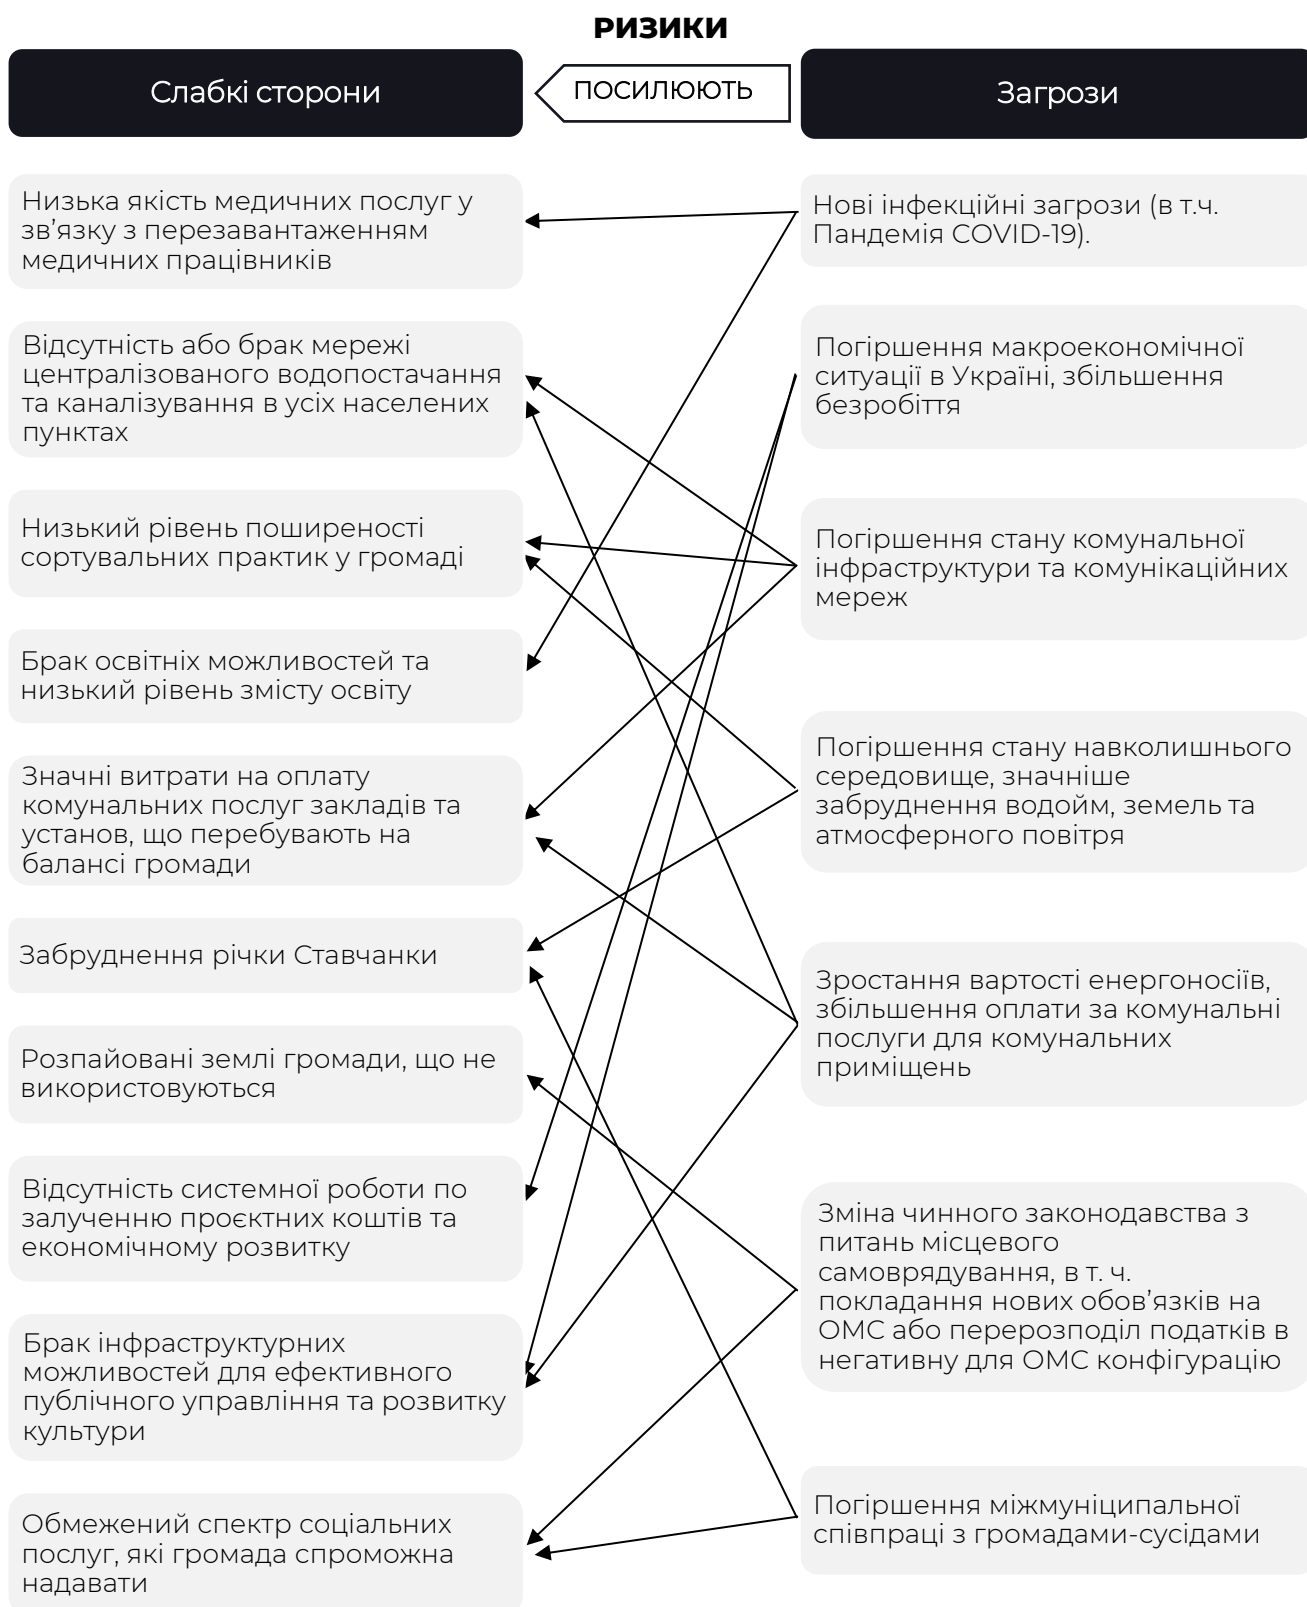 РИЗИКИ
Слабкі сторони
ПОСИЛЮЮТЬ
Загрози
Низька якість медичних послуг у
зв’язку з перезавантаженням
медичних працівників
Відсутність або брак мережі
централізованого водопостачання
та каналізування в усіх населених
пунктах
Низький рівень поширеності
сортувальних практик у громаді
Брак освітніх можливостей та
низький рівень змісту освіту
Значні витрати на оплату
комунальних послуг закладів та
установ, що перебувають на
балансі громади
Забруднення річки Ставчанки
Розпайовані землі громади, що не
використовуються
Відсутність системної роботи по
залученню проєктних коштів та
економічному розвитку
Брак інфраструктурних
можливостей для ефективного
публічного управління та розвитку
культури
Обмежений спектр соціальних
послуг, які громада спроможна
надавати
Нові інфекційні загрози (в т.ч.
Пандемія COVID-19).
Погіршення макроекономічної
ситуації в Україні, збільшення
безробіття
Погіршення стану комунальної
інфраструктури та комунікаційних
мереж
Погіршення стану навколишнього
середовище, значніше
забруднення водойм, земель та
атмосферного повітря
Зростання вартості енергоносіїв,
збільшення оплати за комунальні
послуги для комунальних
приміщень
Зміна чинного законодавства з
питань місцевого
самоврядування, в т. ч.
покладання нових обов’язків на
ОМС або перерозподіл податків в
негативну для ОМС конфігурацію
Погіршення міжмуніципальної
співпраці з громадами-сусідами